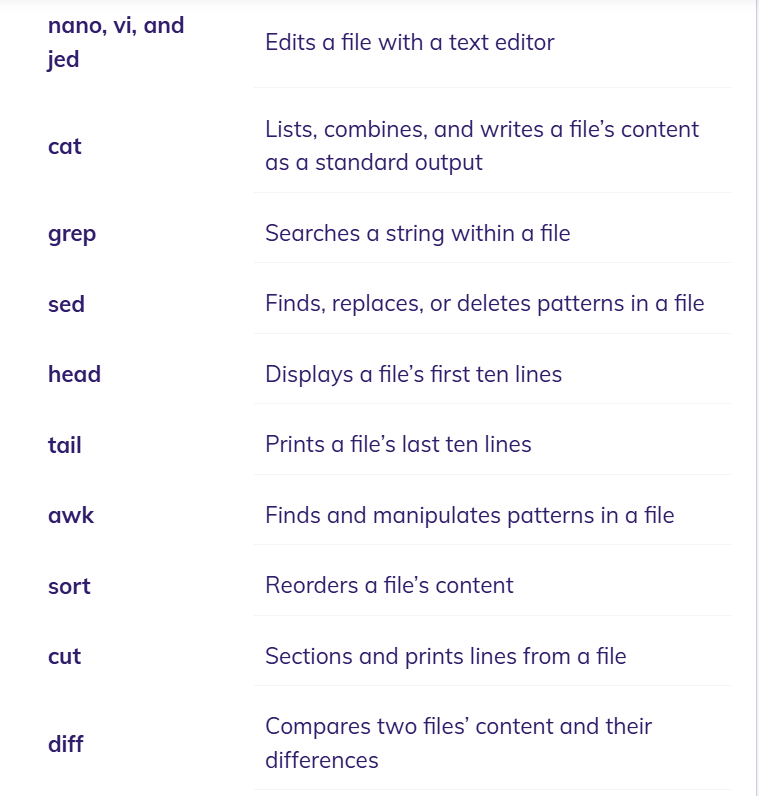 nano, vi, and
jed
Edits a file with a text editor
cat
Lists, combines, and writes a file’s content
as a standard output
grep
Searches a string within a file
sed
Finds, replaces, or deletes patterns in a file
head
Displays a file’s first ten lines
tail
Prints a file’s last ten lines
awk
Finds and manipulates patterns in a file
sort
Reorders a file’s content
cut
Sections and prints lines from a file
diff
Compares two files’ content and their
differences